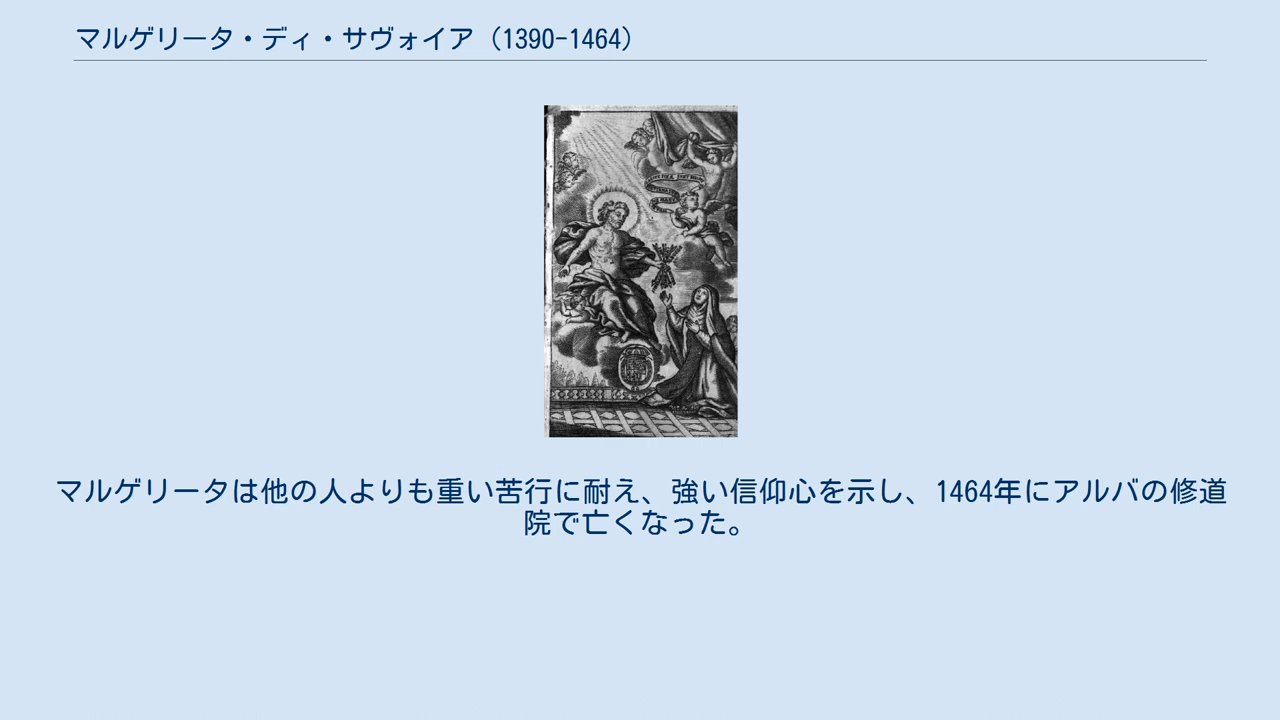 マルゲリータ・ディ・サヴォイア（1390-1464）
マルゲリータは他の人よりも重い苦行に耐え、強い信仰心を示し、1464年にアルバの修道
院で亡くなった。